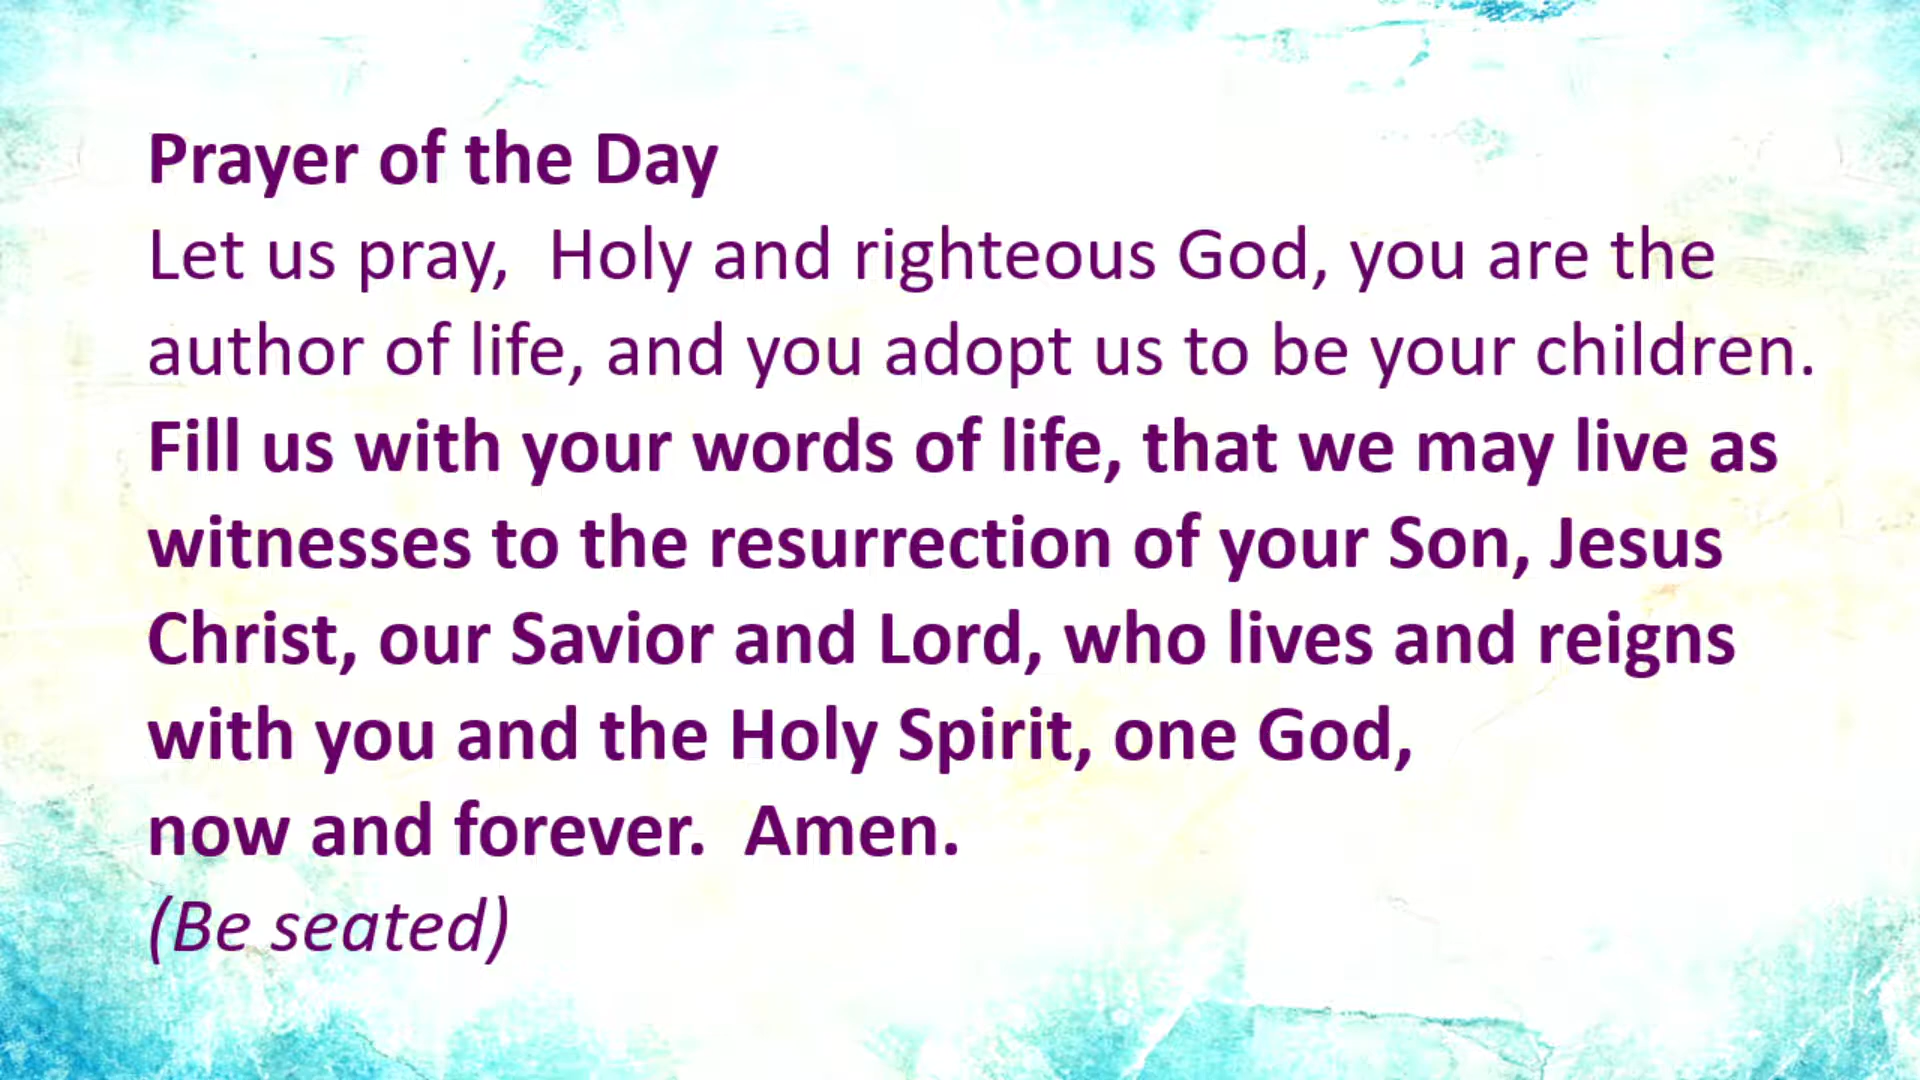 Prayer of the Day
Let us pray,  Holy and righteous God, you are the
author of life, and you adopt us to be your children.
Fill us with your words of life, that we may live as
witnesses to the resurrection of your Son, Jesus
Christ, our Savior and Lord, who lives and reigns
with you and the Holy Spirit, one God,
now and forever.  Amen.
(Be seated)